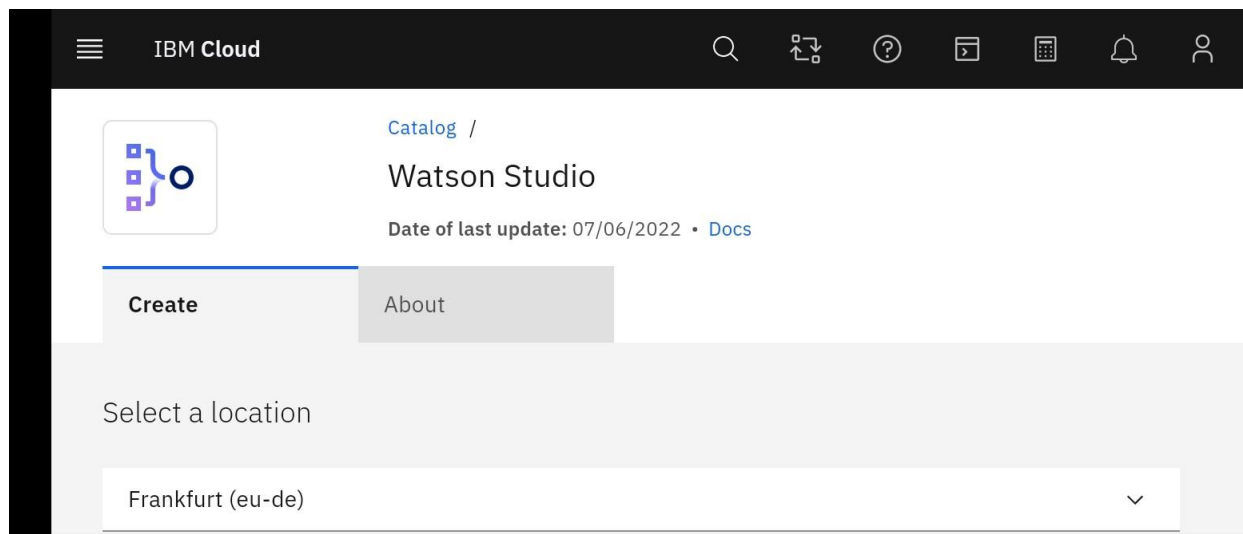 IBM Cloud
Catalog /
Watson Studio
Date of last update: 07/06/2022 • Docs
Create About
Select a location
Frankfurt (eu-de)